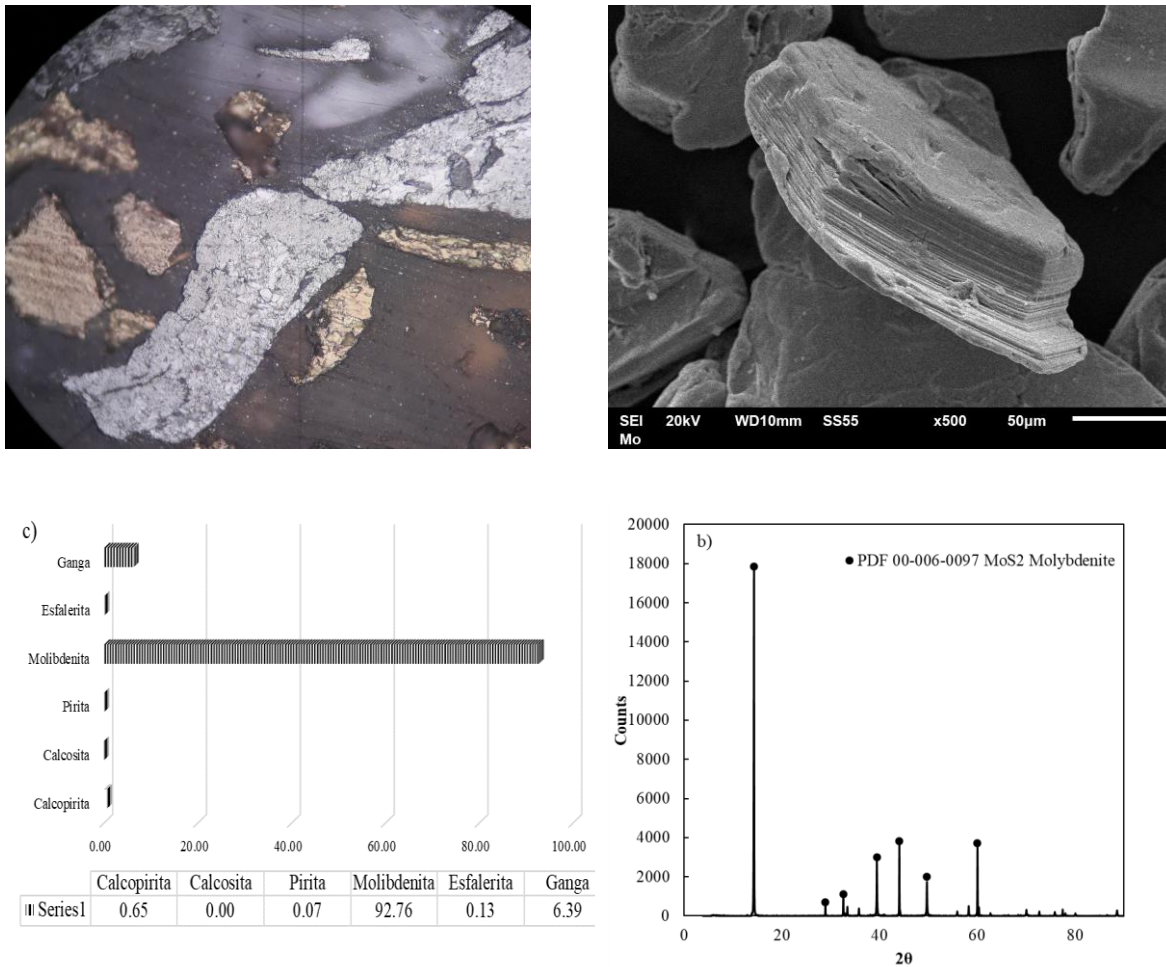 SEI 20kV WD10mm SS55 x500 50µm
Mo
c)
Ganga
Esfalerita
Molibdenita
Pirita
Calcosita
Calcopirita
0.00 20.00 40.00 60.00 80.00 100.00
Calcopirita Calcosita Pirita Molibdenita Esfalerita Ganga
Series1 0.65 0.00 0.07 92.76 0.13 6.39
b)
PDF 00-006-0097 MoS2 Molybdenite
Counts
20000
18000
16000
14000
12000
10000
8000
6000
4000
2000
0
0 20 40 60 80
2θ